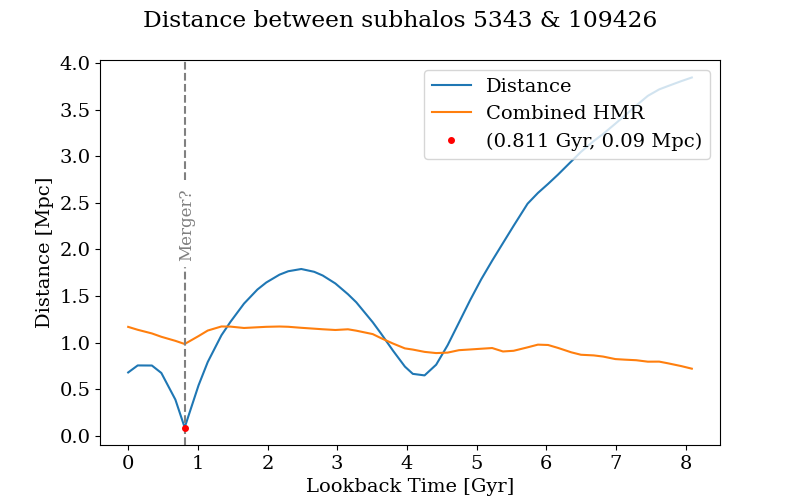 Distance between subhalos 5343 & 109426
4.0
3.5
3.0
2.5
2.0
1.5
1.0
0.5
0.0
Distance [Mpc]
Distance
Combined HMR
(0.811 Gyr, 0.09 Mpc)
Merger?
0 1 2 3 4 5 6 7 8
Lookback Time [Gyr]